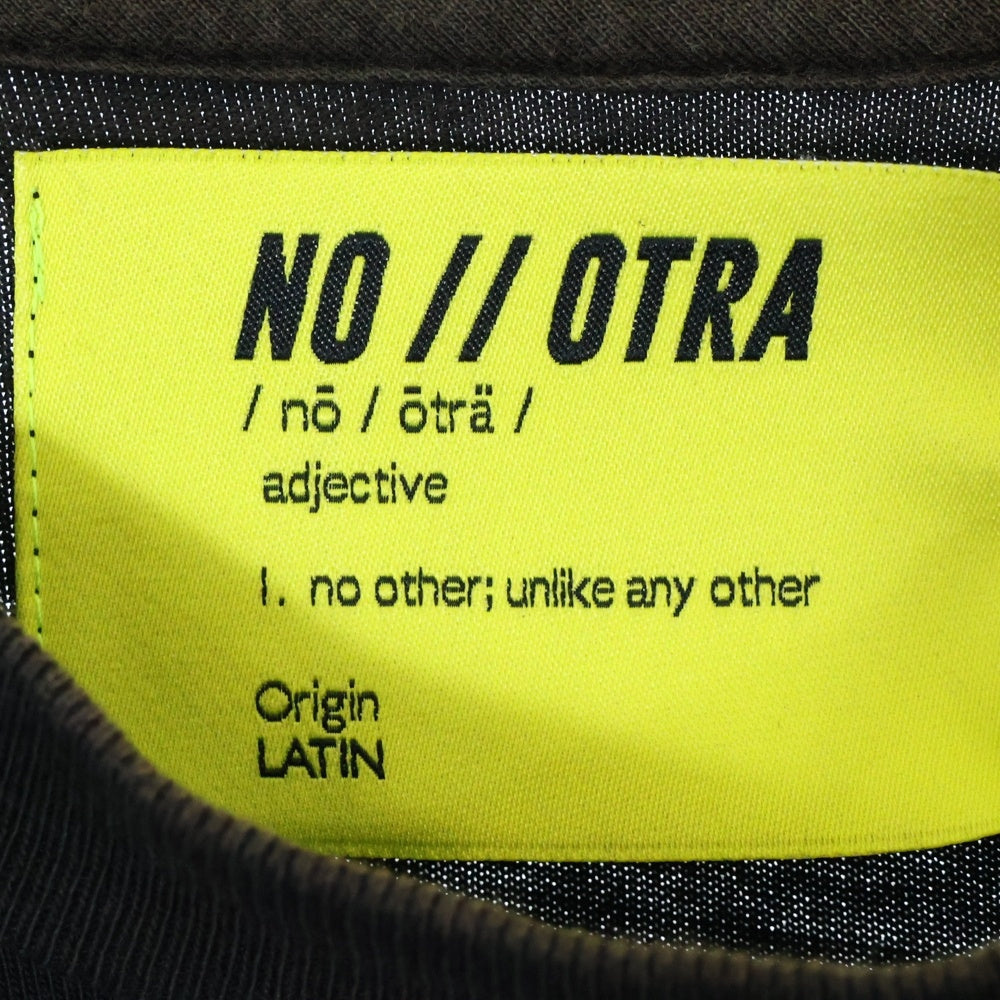 NO // OTRA
/ nō / ōträ /
adjective
1. no other; unlike any other
Origin
LATIN